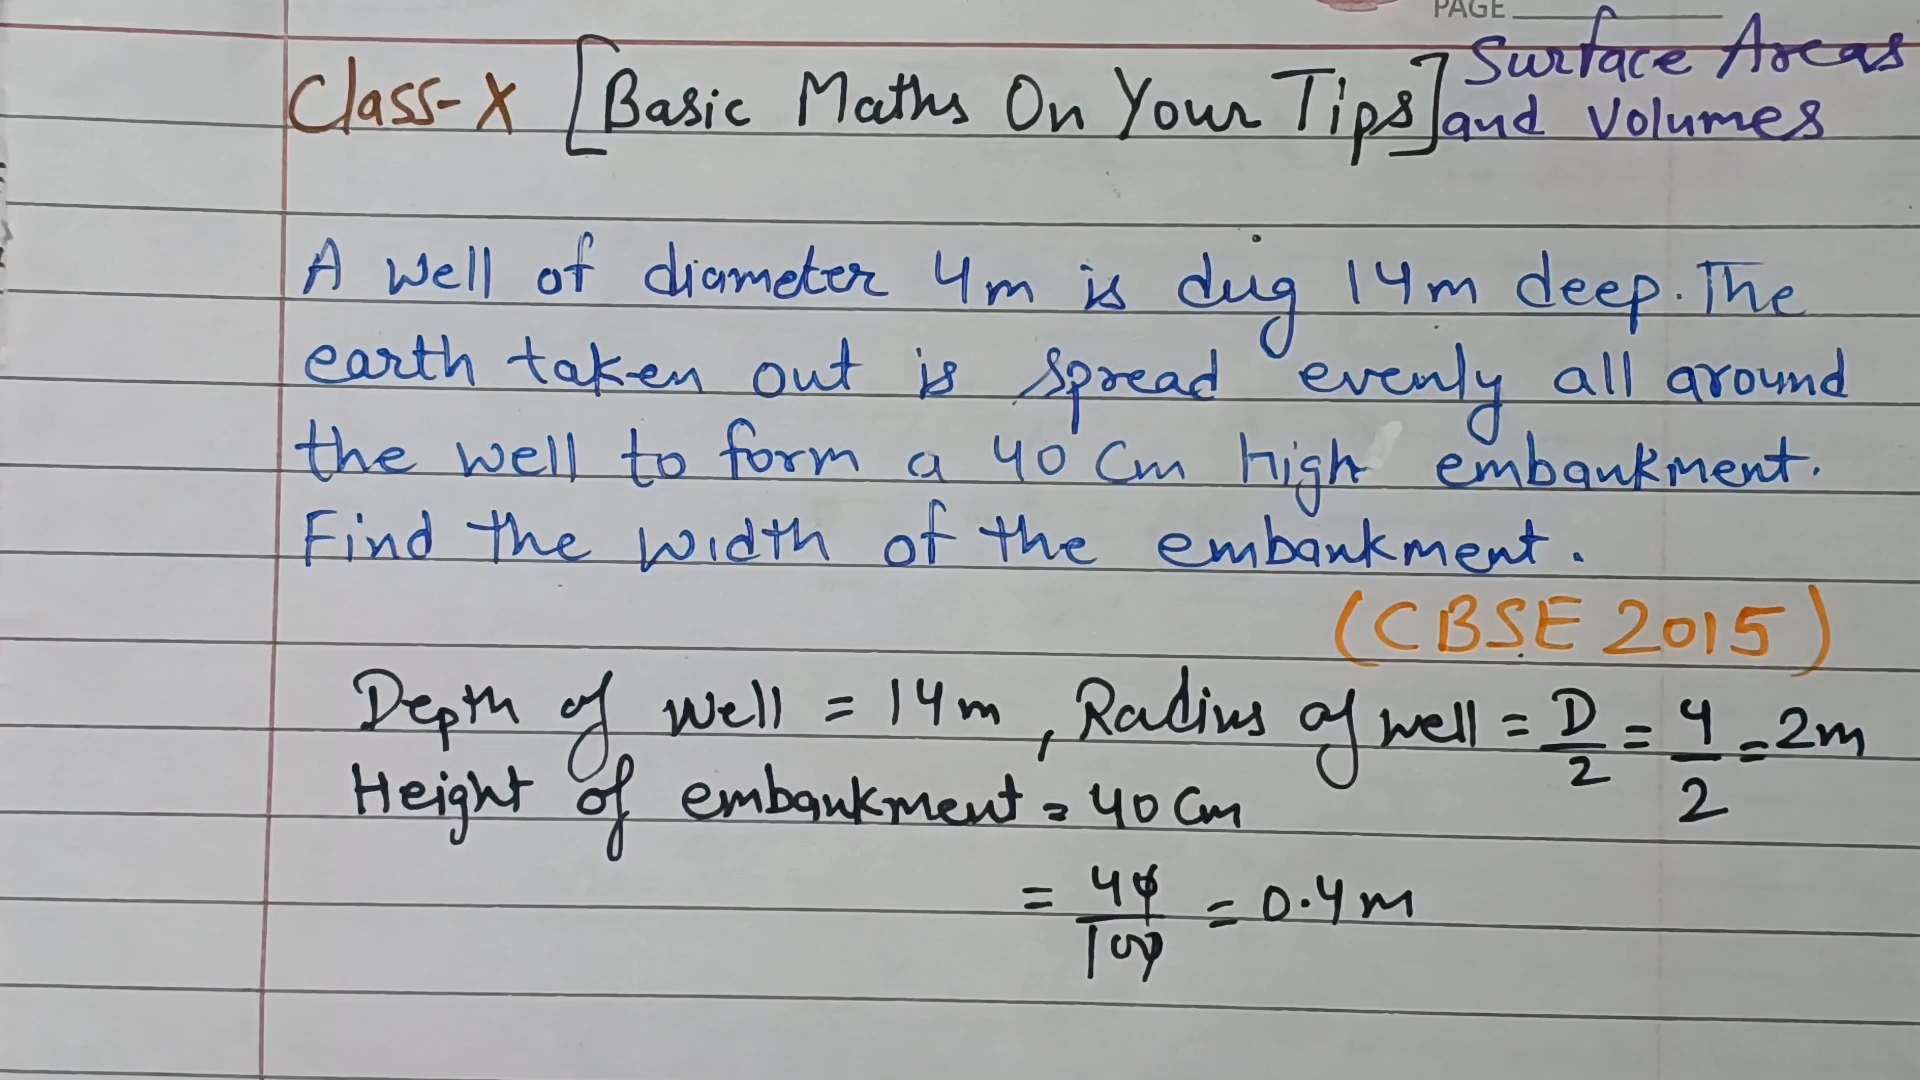 PAGE
Class-X [Basic Maths On Your Tips] Surface Areas and Volumes
A well of diameter 4m is dug 14m deep. The
earth taken out is spread evenly all around
the well to form a 40 cm high embankment.
Find the width of the embankment.
(CBSE 2015)
Depth of well = 14m, Radius of well = D/2 = 4/2 = 2m
Height of embankment = 40 cm
= 40/100 = 0.4m